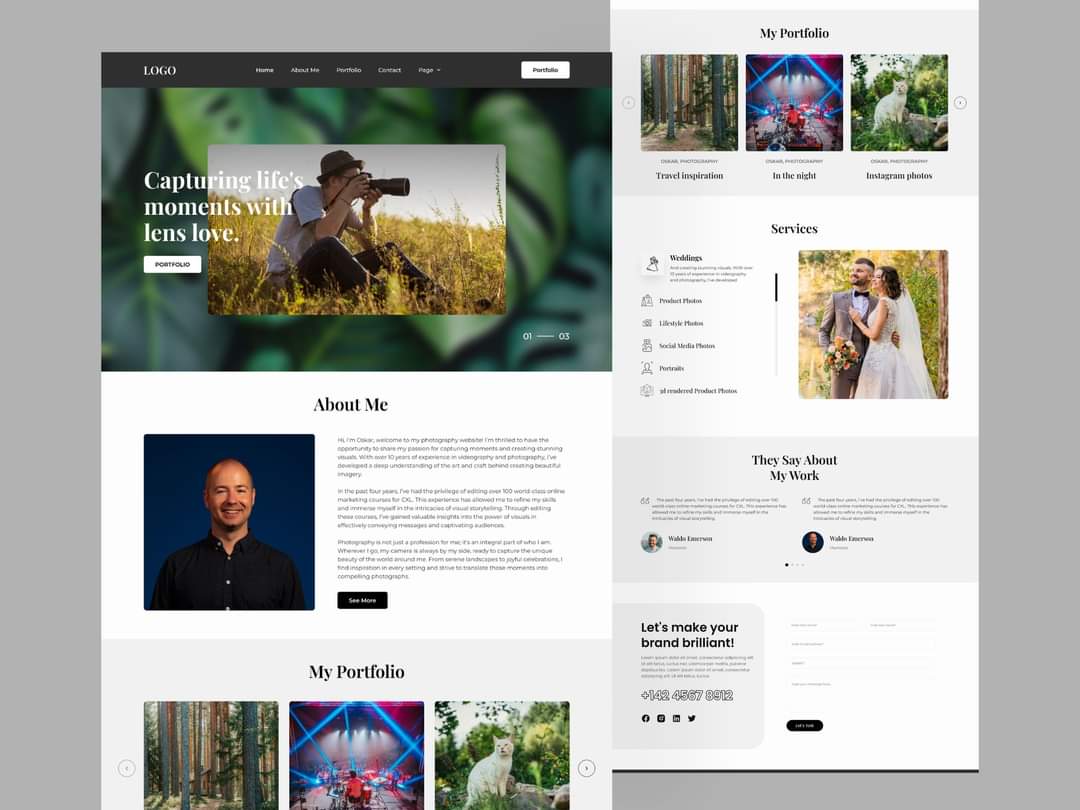 LOGO
Home
About Me
Portfolio
Contact
Page
Portfolio
Capturing life's
moments with
lens love.
PORTFOLIO
01
03
About Me
Hi, I'm Oskar, welcome to my photography website! I'm thrilled to have the
opportunity to share my passion for capturing moments and creating stunning
visuals. With over 10 years of experience in videography and photography, I've
developed a deep understanding of the art and craft behind creating beautiful
imagery.
In the past four years, I've had the privilege of editing over 100 world-class online
marketing courses for CXL. This experience has allowed me to refine my skills
and immerse myself in the intricacies of visual storytelling. Through editing
these courses, I've gained valuable insights into the power of visuals in
effectively conveying messages and captivating audiences.
Photography is not just a profession for me; it's an integral part of who I am.
Wherever I go, my camera is always by my side, ready to capture the unique
beauty of the world around me. From serene landscapes to joyful celebrations, I
find inspiration in every setting and strive to translate those moments into
compelling photographs.
See More
My Portfolio
My Portfolio
OSKAR, PHOTOGRAPHY
Travel inspiration
OSKAR, PHOTOGRAPHY
In the night
OSKAR, PHOTOGRAPHY
Instagram photos
Services
Weddings
And creating stunning visuals. With over
10 years of experience in videography
and photography, I've developed
Product Photos
Lifestyle Photos
Social Media Photos
Portraits
3d rendered Product Photos
They Say About
My Work
The past four years, I've had the privilege of editing over 100
world-class online marketing courses for CXL. This experience has
allowed me to refine my skills and immerse myself in the
intricacies of visual storytelling.
Waldo Emerson
The past four years, I've had the privilege of editing over 100
world-class online marketing courses for CXL. This experience has
allowed me to refine my skills and immerse myself in the
intricacies of visual storytelling.
Waldo Emerson
Let's make your
brand brilliant!
Lorem ipsum dolor sit amet, consectetur adipiscing elit
+142 4567 8912
Let's Talk